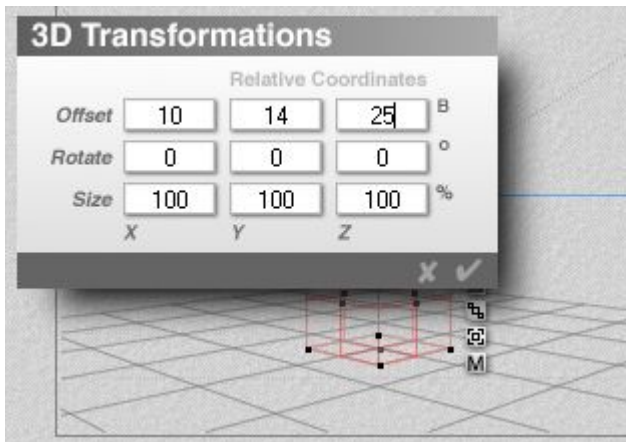 3D Transformations
Relative Coordinates
Offset 10 14 25 B
Rotate 0 0 0 °
Size 100 100 100 %
X Y Z
M